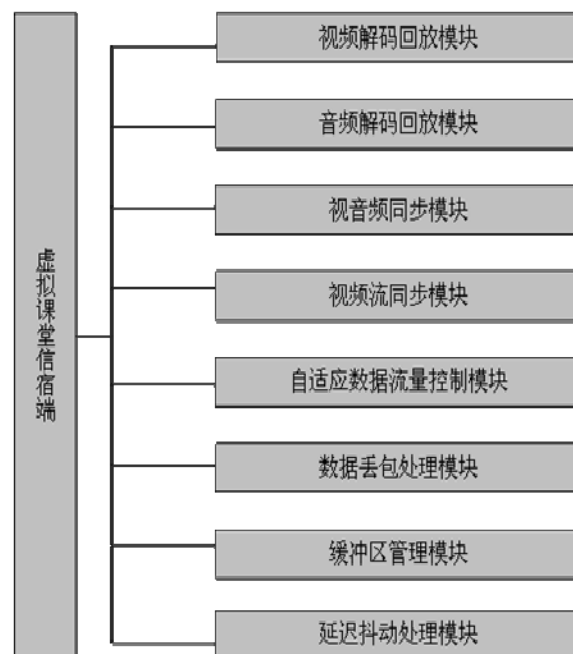 虚拟课堂信宿端
视频解码回放模块
音频解码回放模块
视音频同步模块
视频流同步模块
自适应数据流量控制模块
数据丢包处理模块
缓冲区管理模块
延迟抖动处理模块